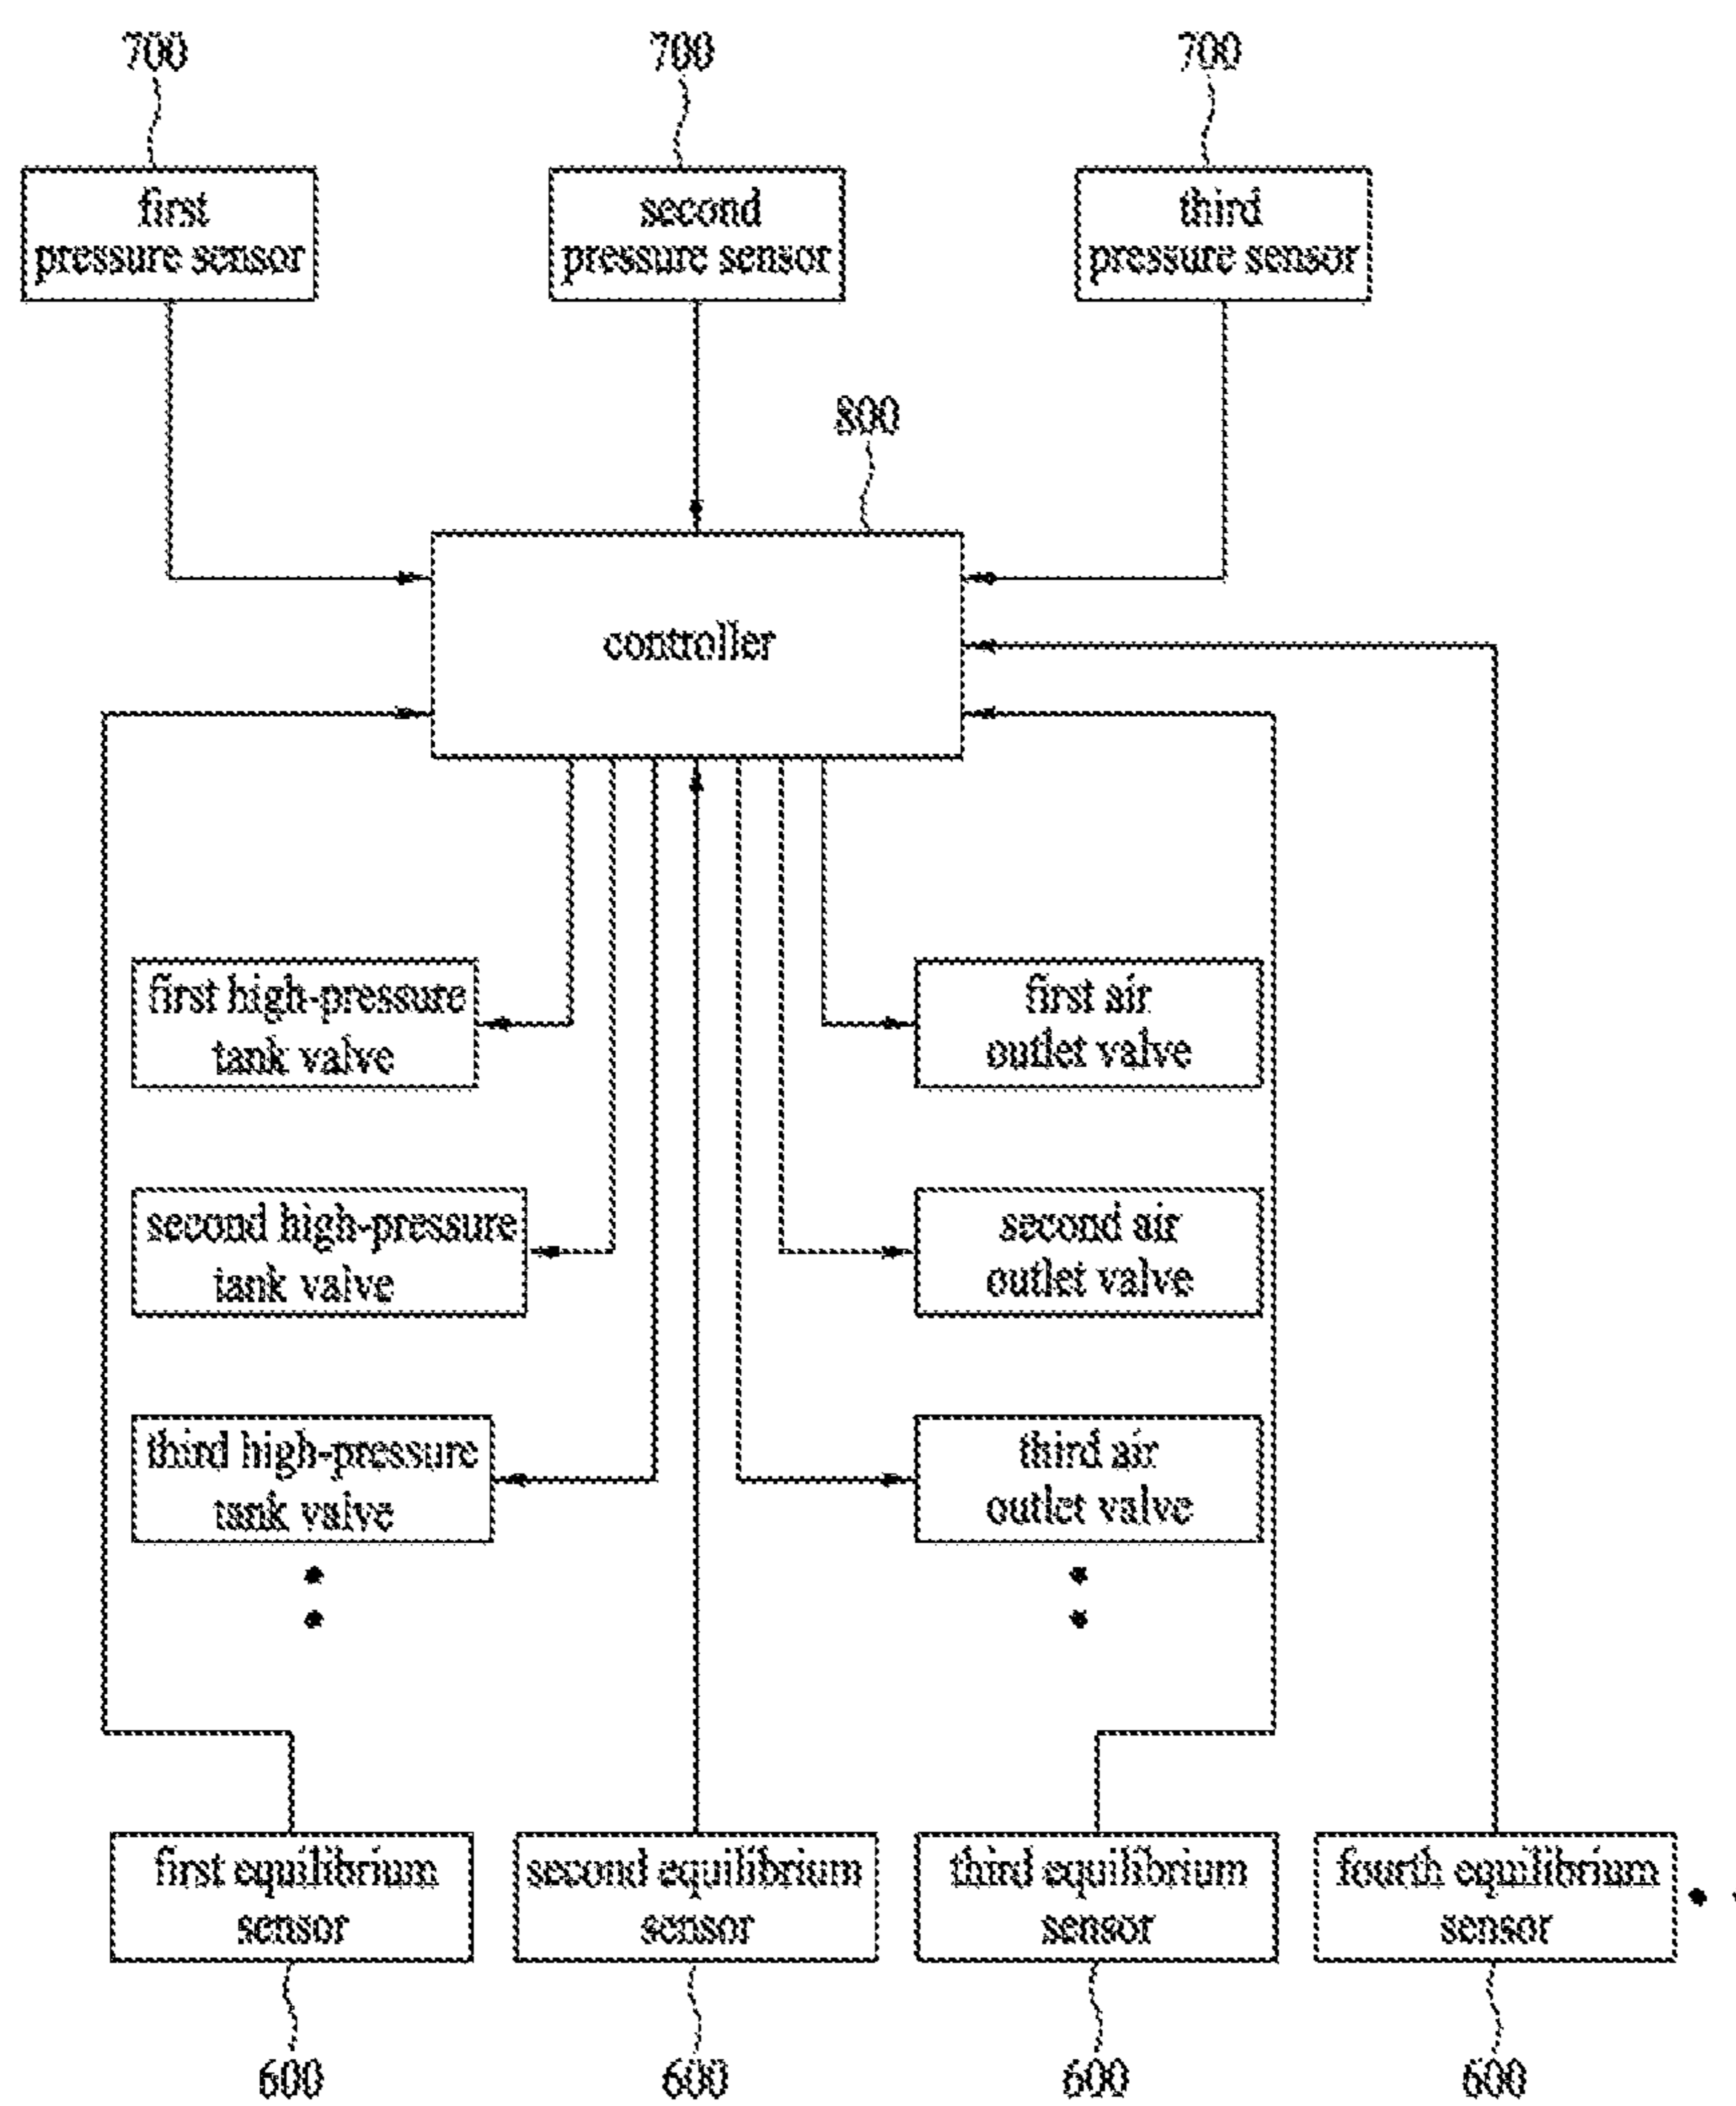 700
700
700
first
pressure sensor
second
pressure sensor
third
pressure sensor
800
controller
first high-pressure
tank valve
first air
outlet valve
second high-pressure
tank valve
second air
outlet valve
third high-pressure
tank valve
third air
outlet valve
first equilibrium
sensor
second equilibrium
sensor
third equilibrium
sensor
fourth equilibrium
sensor
600
600
600
600